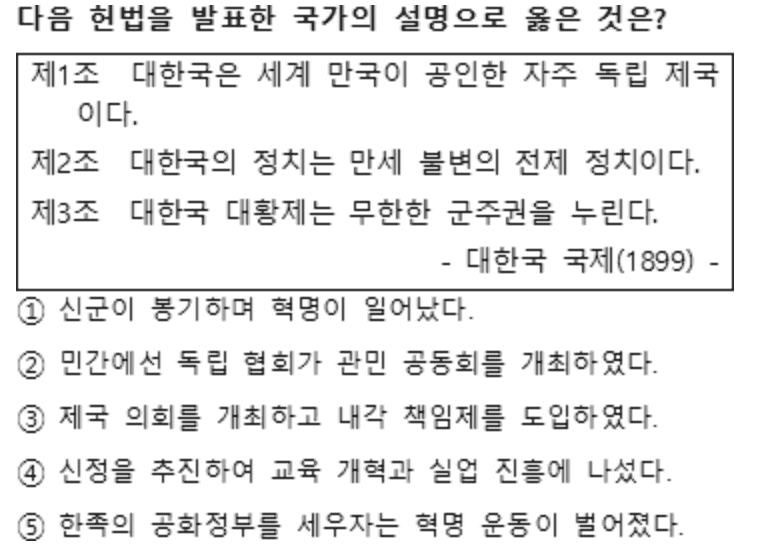 다음 헌법을 발표한 국가의 설명으로 옳은 것은?
제1조 대한국은 세계 만국이 공인한 자주 독립 제국
이다.
제2조 대한국의 정치는 만세 불변의 전제 정치이다.
제3조 대한국 대황제는 무한한 군주권을 누린다.
- 대한국 국제(1899) -
① 신군이 봉기하며 혁명이 일어났다.
② 민간에선 독립 협회가 관민 공동회를 개최하였다.
③ 제국 의회를 개최하고 내각 책임제를 도입하였다.
④ 신정을 추진하여 교육 개혁과 실업 진흥에 나섰다.
⑤ 한족의 공화정부를 세우자는 혁명 운동이 벌어졌다.